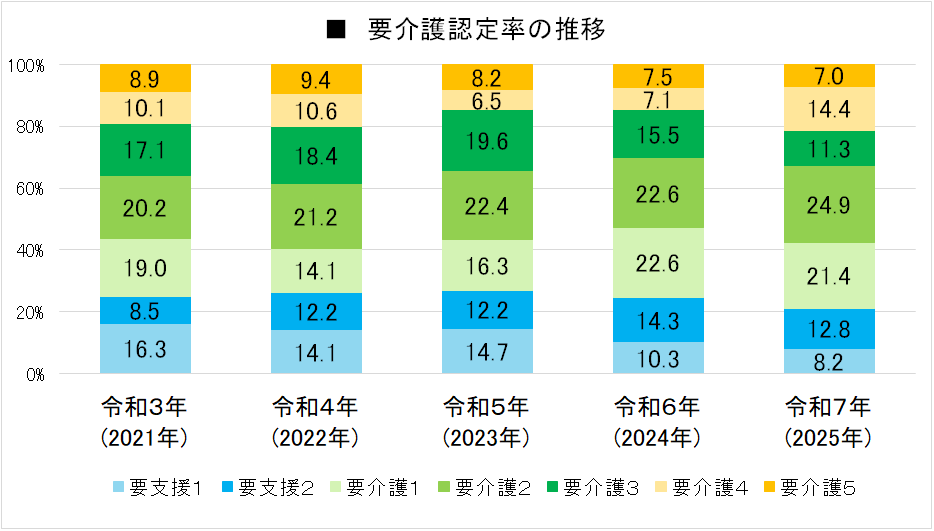 ■ 要介護認定率の推移
100%
80%
60%
40%
20%
0%
8.9 9.4 8.2 7.5 7.0
10.1 10.6 6.5 7.1 14.4
17.1 18.4 19.6 15.5 11.3
20.2 21.2 22.4 22.6 24.9
19.0 14.1 16.3 22.6 21.4
8.5 12.2 12.2 14.3 12.8
16.3 14.1 14.7 10.3 8.2
令和3年 令和4年 令和5年 令和6年 令和7年
(2021年) (2022年) (2023年) (2024年) (2025年)
要支援1 要支援2 要介護1 要介護2 要介護3 要介護4 要介護5